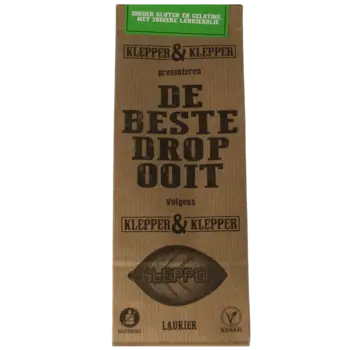 ZONDER GLUTEN EN GELATINE,
MET ZUIVERE LAURIEROLIE
KLEPPER & KLEPPER
presenteren
DE
BESTE
DROP
OOIT
volgens
KLEPPER & KLEPPER
KLEPPER
LAURIER
GLUTENVRIJ
VEGAN